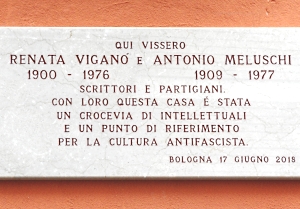 QUI VISSERO
RENATA VIGANÒ E ANTONIO MELUSCHI
1900 - 1976 1909 - 1977
SCRITTORI E PARTIGIANI.
CON LORO QUESTA CASA É STATA
UN CROCEVIA DI INTELLETTUALI
E UN PUNTO DI RIFERIMENTO
PER LA CULTURA ANTIFASCISTA.
BOLOGNA 17 GIUGNO 2018